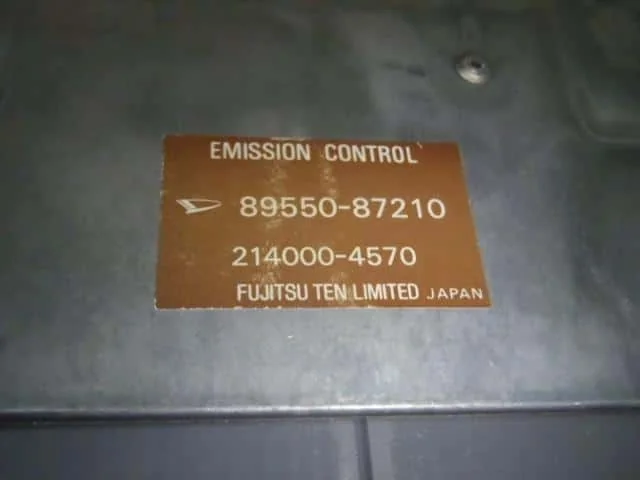 EMISSION CONTROL
89550-87210
214000-4570
FUJITSU TEN LIMITED JAPAN